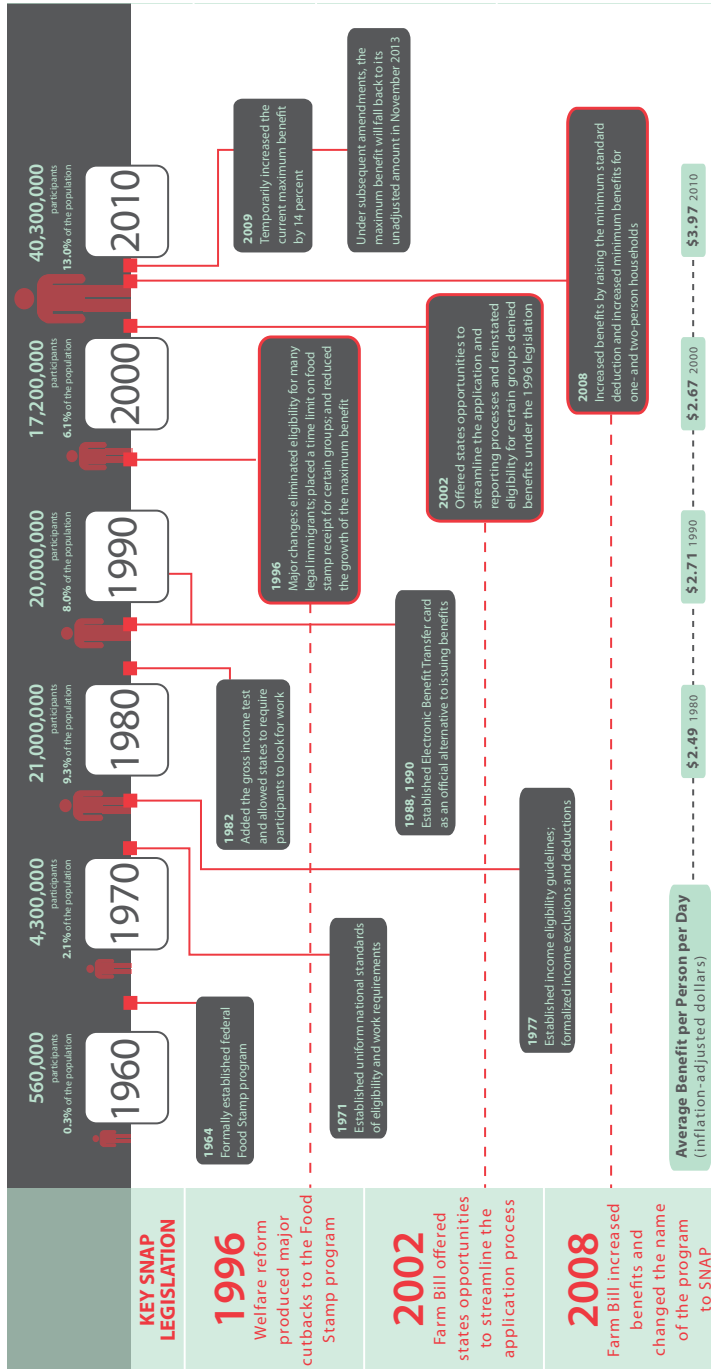 560,000
participants
0.3% of the population
1960
4,300,000
participants
2.1% of the population
1970
21,000,000
participants
9.3% of the population
1980
20,000,000
participants
8.0% of the population
1990
17,200,000
participants
6.1% of the population
2000
40,300,000
participants
13.0% of the population
2010
KEY SNAP
LEGISLATION
1996
Welfare reform
produced major
cutbacks to the Food
Stamp program
2002
Farm Bill offered
states opportunities
to streamline the
application process
2008
Farm Bill increased
benefits and
changed the name
of the program
to SNAP
1964
Formally established federal
Food Stamp program
1971
Established uniform national standards
of eligibility and work requirements
1977
Established income eligibility guidelines;
formalized income exclusions and deductions
1982
Added the gross income test
and allowed states to require
participants to look for work
1988, 1990
Established Electronic Benefit Transfer card
as an official alternative to issuing benefits
1996
Major changes: eliminated eligibility for many
legal immigrants; placed a time limit on food
stamp receipt for certain groups; and reduced
the growth of the maximum benefit
2002
Offered states opportunities to
streamline the application and
reporting processes and reinstated
eligibility for certain groups denied
benefits under the 1996 legislation
2008
Increased benefits by raising the minimum standard
deduction and increased minimum benefits for
one- and two-person households
2009
Temporarily increased the
current maximum benefit
by 14 percent
Under subsequent amendments, the
maximum benefit will fall back to its
unadjusted amount in November 2013
Average Benefit per Person per Day
(inflation-adjusted dollars)
$2.49 1980
$2.71 1990
$2.67 2000
$3.97 2010